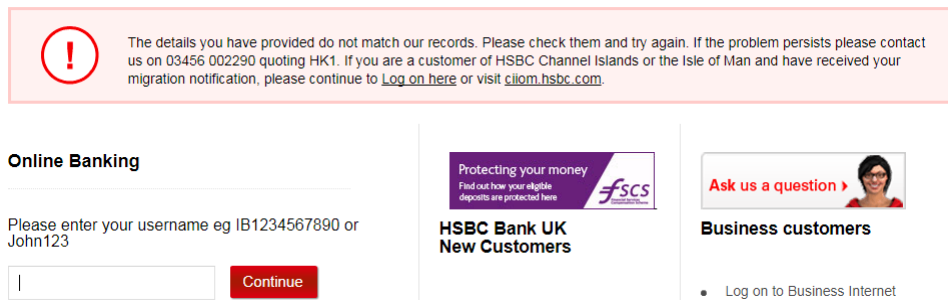 !
The details you have provided do not match our records. Please check them and try again. If the problem persists please contact
us on 03456 002290 quoting HK1. If you are a customer of HSBC Channel Islands or the Isle of Man and have received your
migration notification, please continue to Log on here or visit ciiom.hsbc.com.
Online Banking
Please enter your username eg IB1234567890 or
John123
Continue
Protecting your money
Find out how your eligible
deposits are protected here
FSCS
Financial Services
Compensation Scheme
HSBC Bank UK
New Customers
Ask us a question
Business customers
Log on to Business Internet